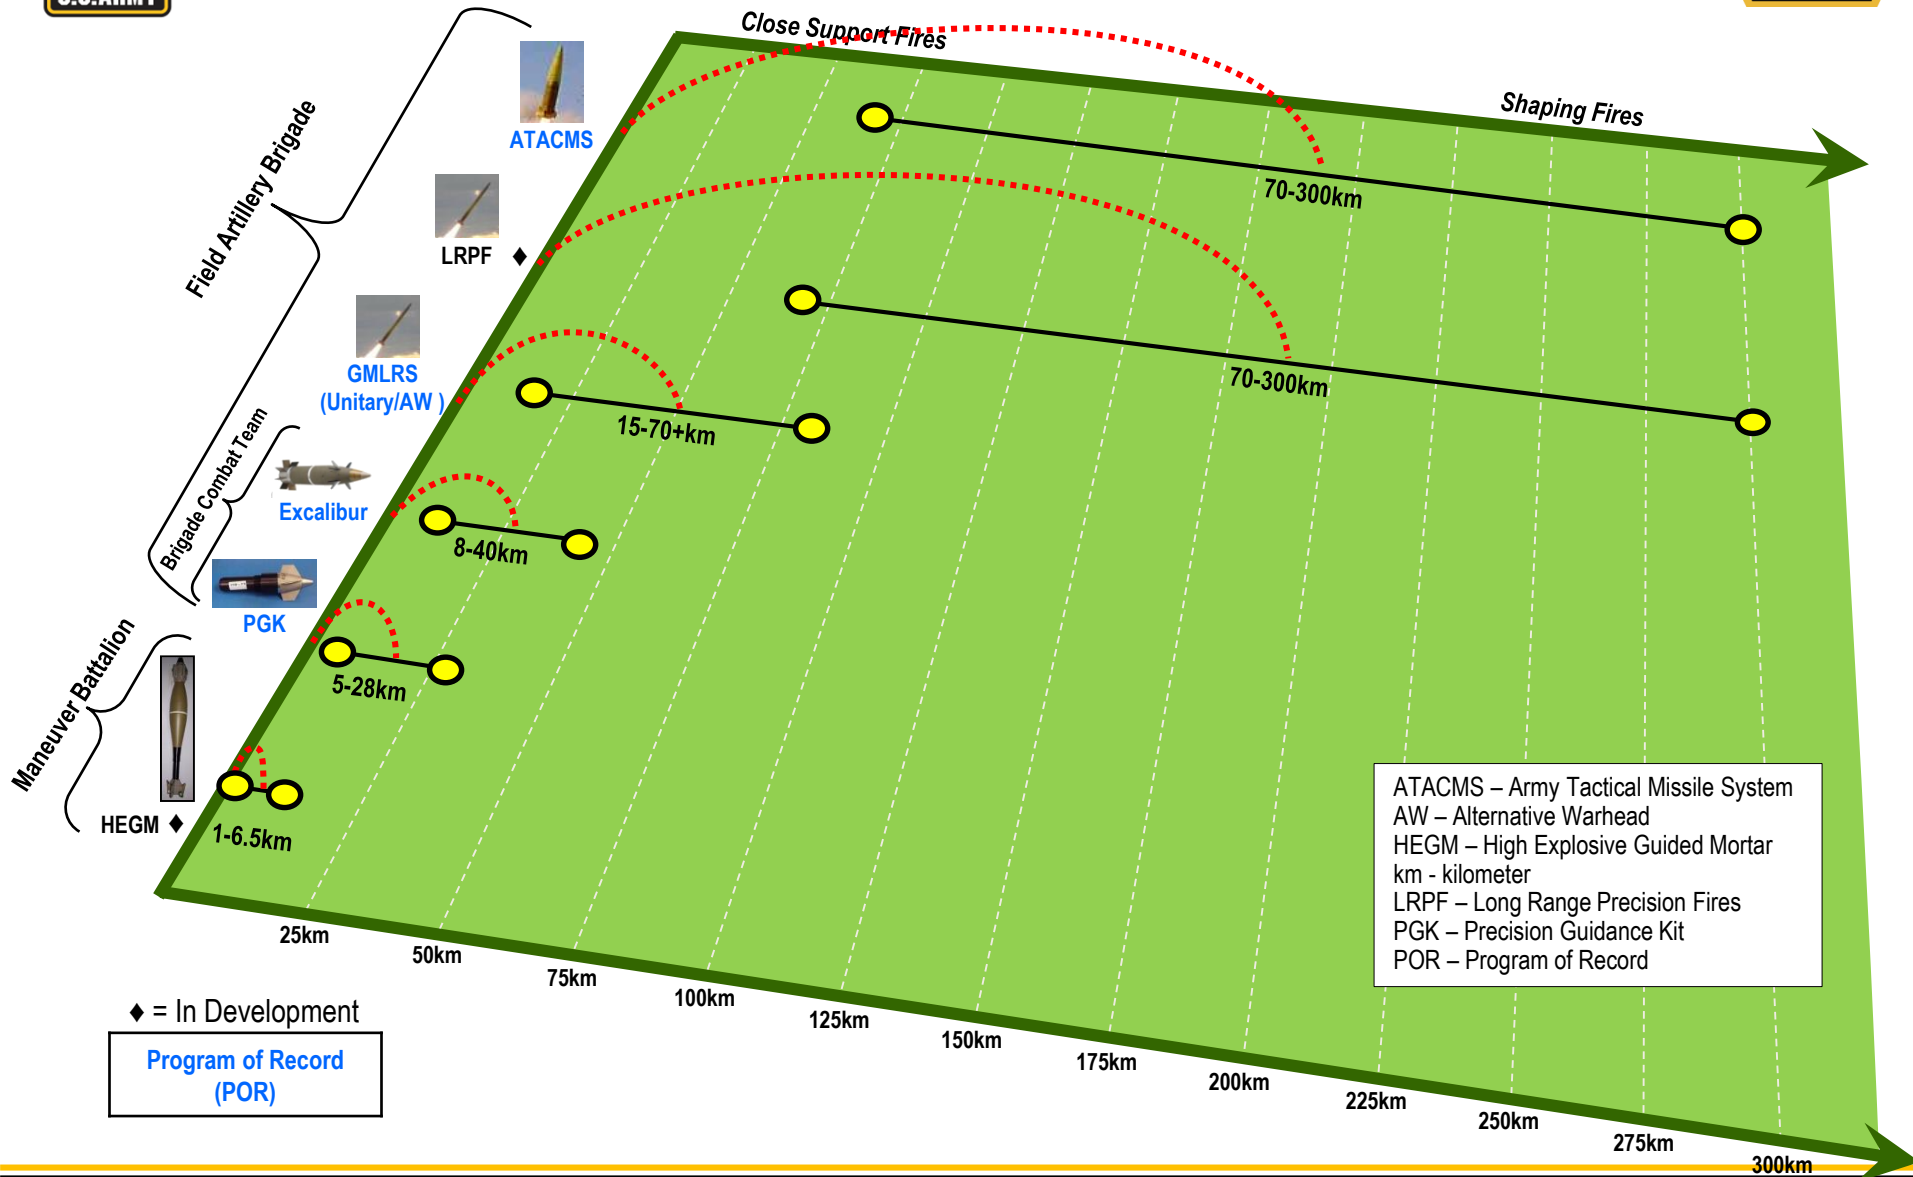 U.S.ARMY
Close Support Fires
Shaping Fires
Field Artillery Brigade
ATACMS
70-300km
LRPF ♦
70-300km
GMLRS
(Unitary/AW )
15-70+km
Brigade Combat Team
Excalibur
8-40km
PGK
5-28km
Maneuver Battalion
HEGM ♦
1-6.5km
25km
50km
75km
100km
125km
150km
175km
200km
225km
250km
275km
300km
ATACMS – Army Tactical Missile System
AW – Alternative Warhead
HEGM – High Explosive Guided Mortar
km - kilometer
LRPF – Long Range Precision Fires
PGK – Precision Guidance Kit
POR – Program of Record
♦ = In Development
Program of Record
(POR)